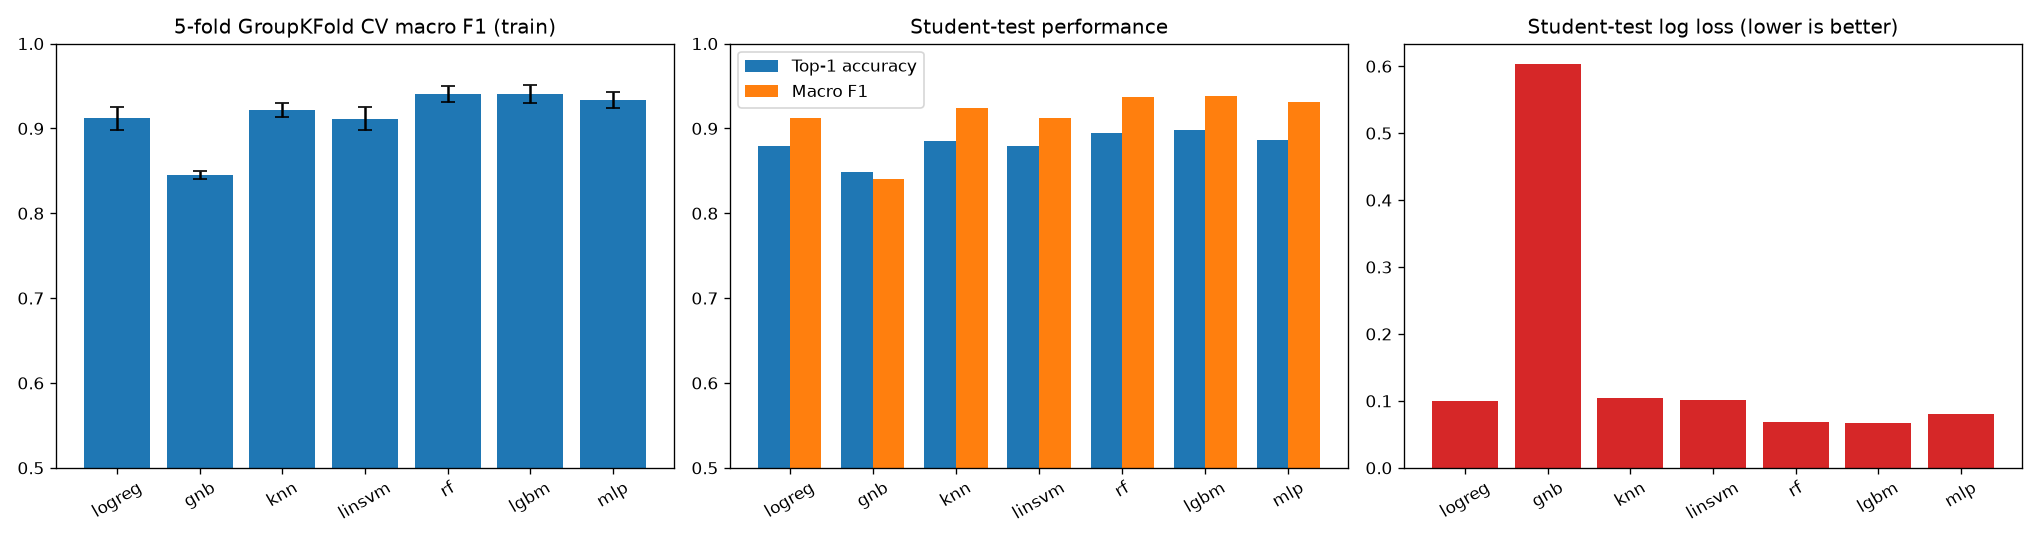 5-fold GroupKFold CV macro F1 (train)
1.0
0.9
0.8
0.7
0.6
0.5
logreg
gnb
knn
linsvm
rf
lgbm
mlp
Student-test performance
Top-1 accuracy
Macro F1
1.0
0.9
0.8
0.7
0.6
0.5
logreg
gnb
knn
linsvm
rf
lgbm
mlp
Student-test log loss (lower is better)
0.6
0.5
0.4
0.3
0.2
0.1
0.0
logreg
gnb
knn
linsvm
rf
lgbm
mlp